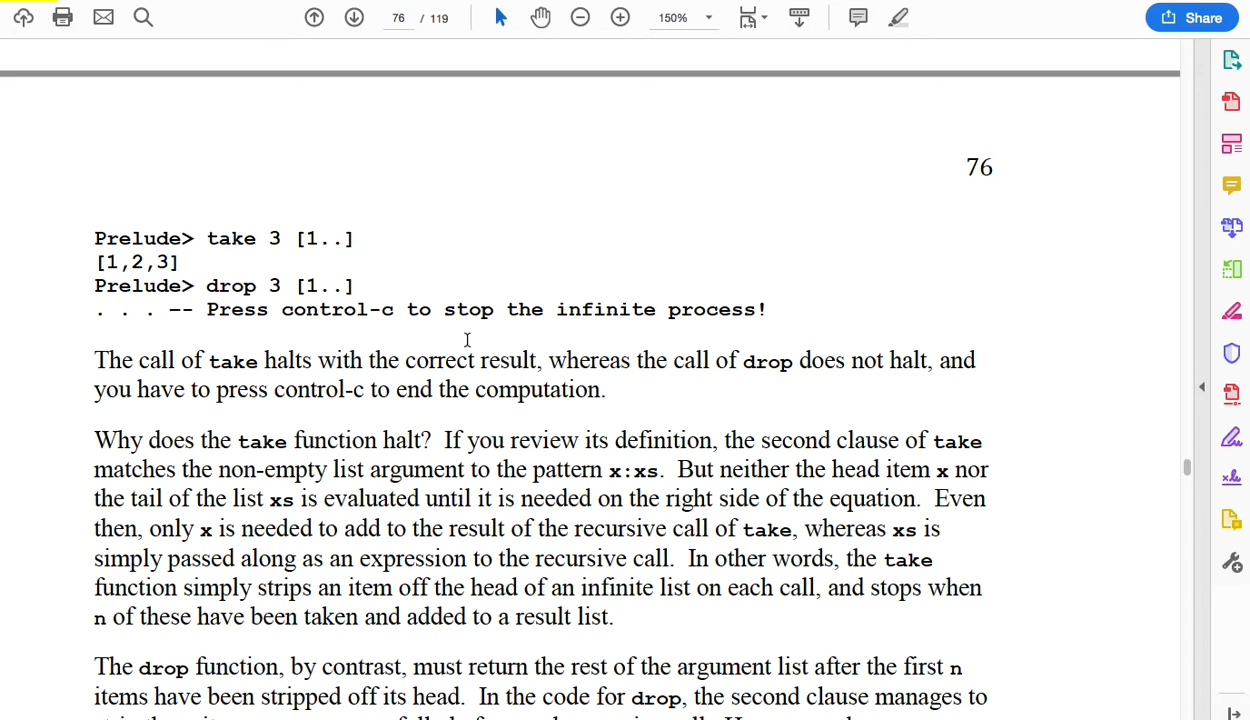 76 / 119
150%
Share
76
Prelude> take 3 [1..]
[1,2,3]
Prelude> drop 3 [1..]
. . . -- Press control-c to stop the infinite process!
The call of take halts with the correct result, whereas the call of drop does not halt, and
you have to press control-c to end the computation.
Why does the take function halt? If you review its definition, the second clause of take
matches the non-empty list argument to the pattern x:xs. But neither the head item x nor
the tail of the list xs is evaluated until it is needed on the right side of the equation. Even
then, only x is needed to add to the result of the recursive call of take, whereas xs is
simply passed along as an expression to the recursive call. In other words, the take
function simply strips an item off the head of an infinite list on each call, and stops when
n of these have been taken and added to a result list.
The drop function, by contrast, must return the rest of the argument list after the first n
items have been stripped off its head. In the code for drop, the second clause manages to